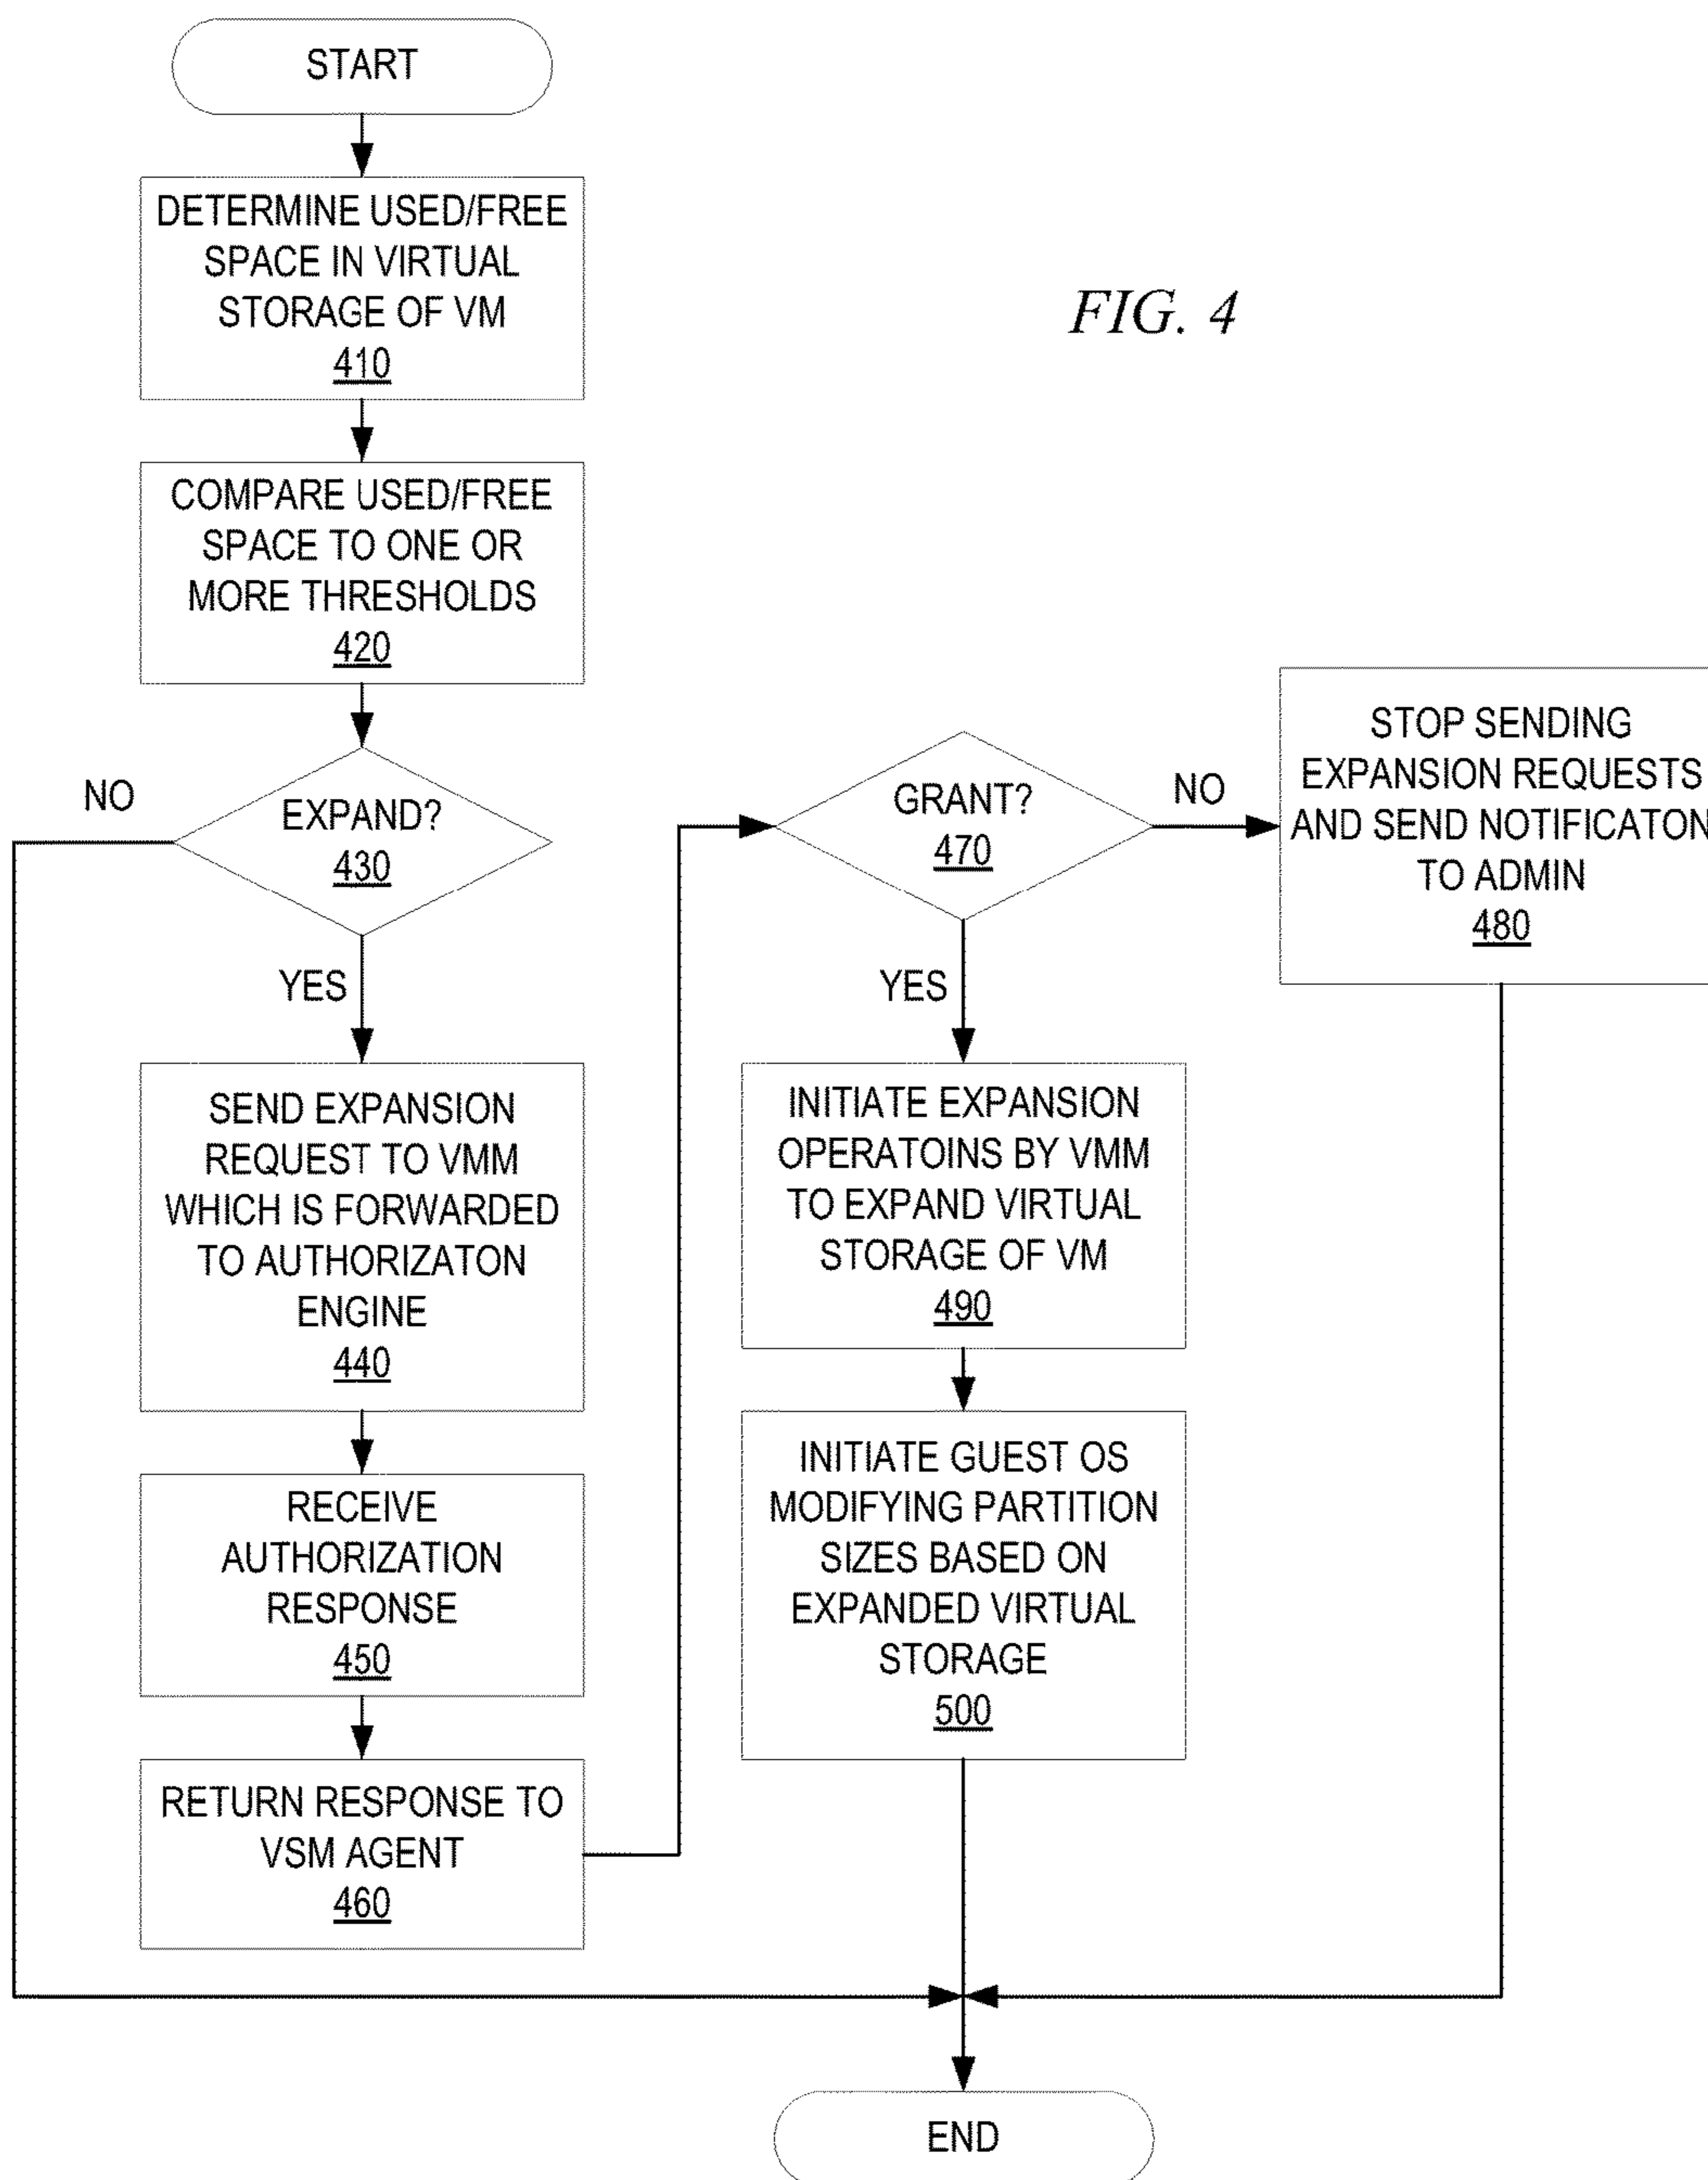 START
DETERMINE USED/FREE
SPACE IN VIRTUAL
STORAGE OF VM
410
FIG. 4
COMPARE USED/FREE
SPACE TO ONE OR
MORE THRESHOLDS
420
EXPAND?
430
NO
YES
SEND EXPANSION
REQUEST TO VMM
WHICH IS FORWARDED
TO AUTHORIZATON
ENGINE
440
RECEIVE
AUTHORIZATION
RESPONSE
450
RETURN RESPONSE TO
VSM AGENT
460
GRANT?
470
NO
YES
STOP SENDING
EXPANSION REQUESTS
AND SEND NOTIFICATON
TO ADMIN
480
INITIATE EXPANSION
OPERATOINS BY VMM
TO EXPAND VIRTUAL
STORAGE OF VM
490
INITIATE GUEST OS
MODIFYING PARTITION
SIZES BASED ON
EXPANDED VIRTUAL
STORAGE
500
END